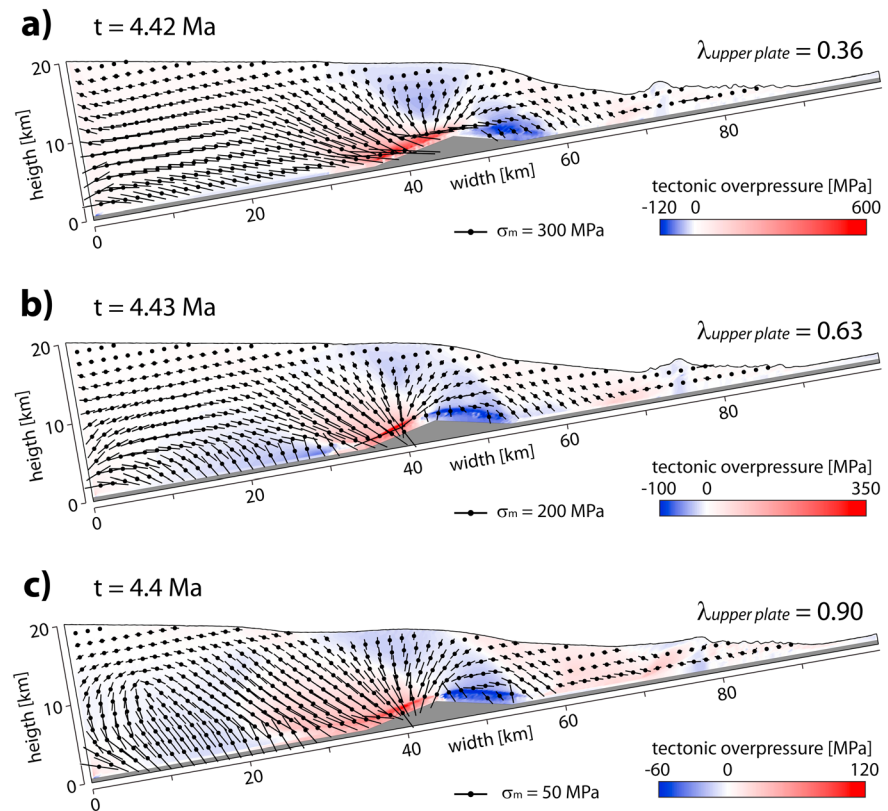 a)
t = 4.42 Ma
λupper plate = 0.36
20
10
0
heigth [km]
0
20
40
60
80
width [km]
σm = 300 MPa
tectonic overpressure [MPa]
-120 0 600
b)
t = 4.43 Ma
λupper plate = 0.63
20
10
0
heigth [km]
0
20
40
60
80
width [km]
σm = 200 MPa
tectonic overpressure [MPa]
-100 0 350
c)
t = 4.4 Ma
λupper plate = 0.90
20
10
0
heigth [km]
0
20
40
60
80
width [km]
σm = 50 MPa
tectonic overpressure [MPa]
-60 0 120